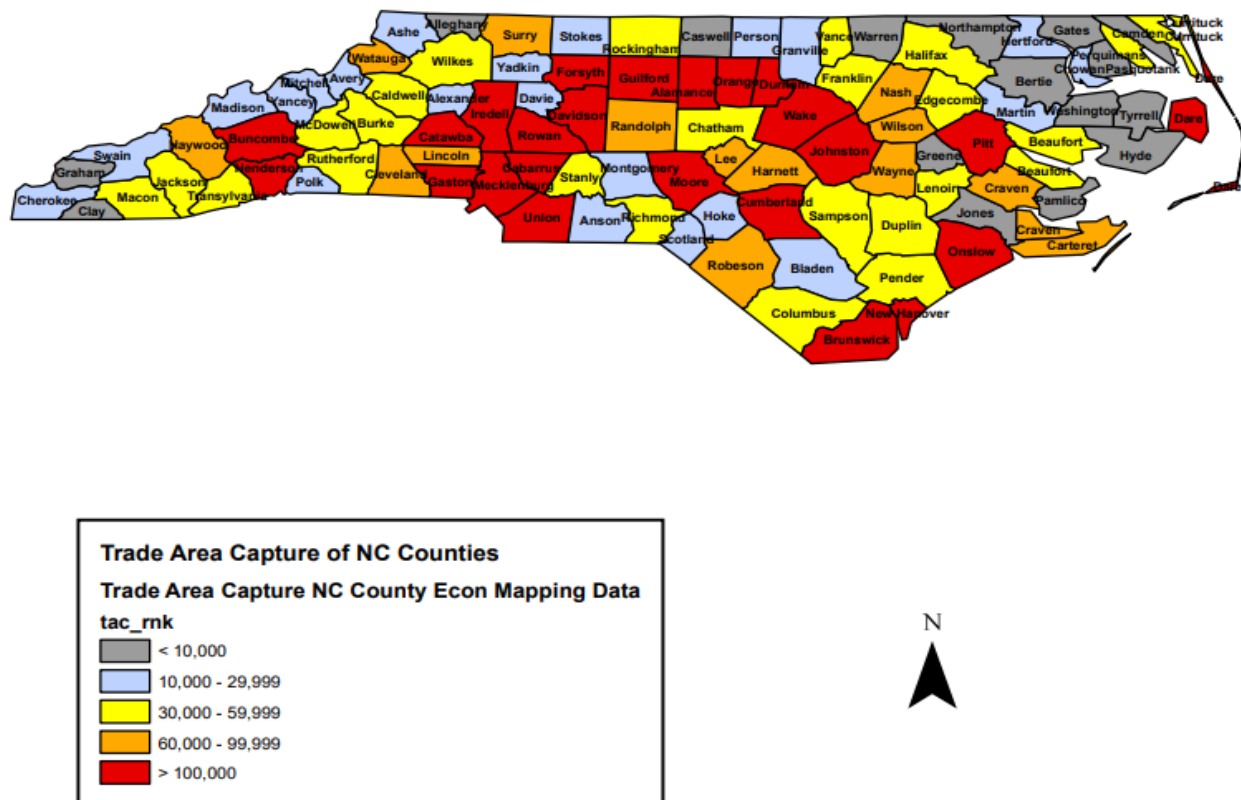 Ashe
Alleghany
Surry
Stokes
Rockingham
Caswell
Person
Granville
Vance
Warren
Northampton
Hertford
Gates
Camden
Currituck
Currituck
Watauga
Wilkes
Yadkin
Forsyth
Guilford
Alamance
Orange
Durham
Franklin
Halifax
Bertie
Perquimans
Chowan
Pasquotank
Dare
Mitchell
Avery
Caldwell
Alexander
Iredell
Davie
Davidson
Randolph
Chatham
Wake
Nash
Edgecombe
Martin
Washington
Tyrrell
Dare
Madison
Yancey
McDowell
Burke
Catawba
Rowan
Wilson
Johnston
Greene
Pitt
Beaufort
Hyde
Swain
Haywood
Buncombe
Rutherford
Lincoln
Cleveland
Lee
Harnett
Wayne
Lenoir
Beaufort
Craven
Pamlico
Dare
Graham
Jackson
Henderson
Polk
Gaston
Mecklenburg
Cabarrus
Stanly
Montgomery
Moore
Cherokee
Clay
Macon
Transylvania
Union
Anson
Richmond
Hoke
Cumberland
Sampson
Duplin
Jones
Craven
Carteret
Scotland
Robeson
Bladen
Pender
Onslow
Columbus
New Hanover
Brunswick
Trade Area Capture of NC Counties
Trade Area Capture NC County Econ Mapping Data
tac_rnk
< 10,000
10,000 - 29,999
30,000 - 59,999
60,000 - 99,999
> 100,000
N